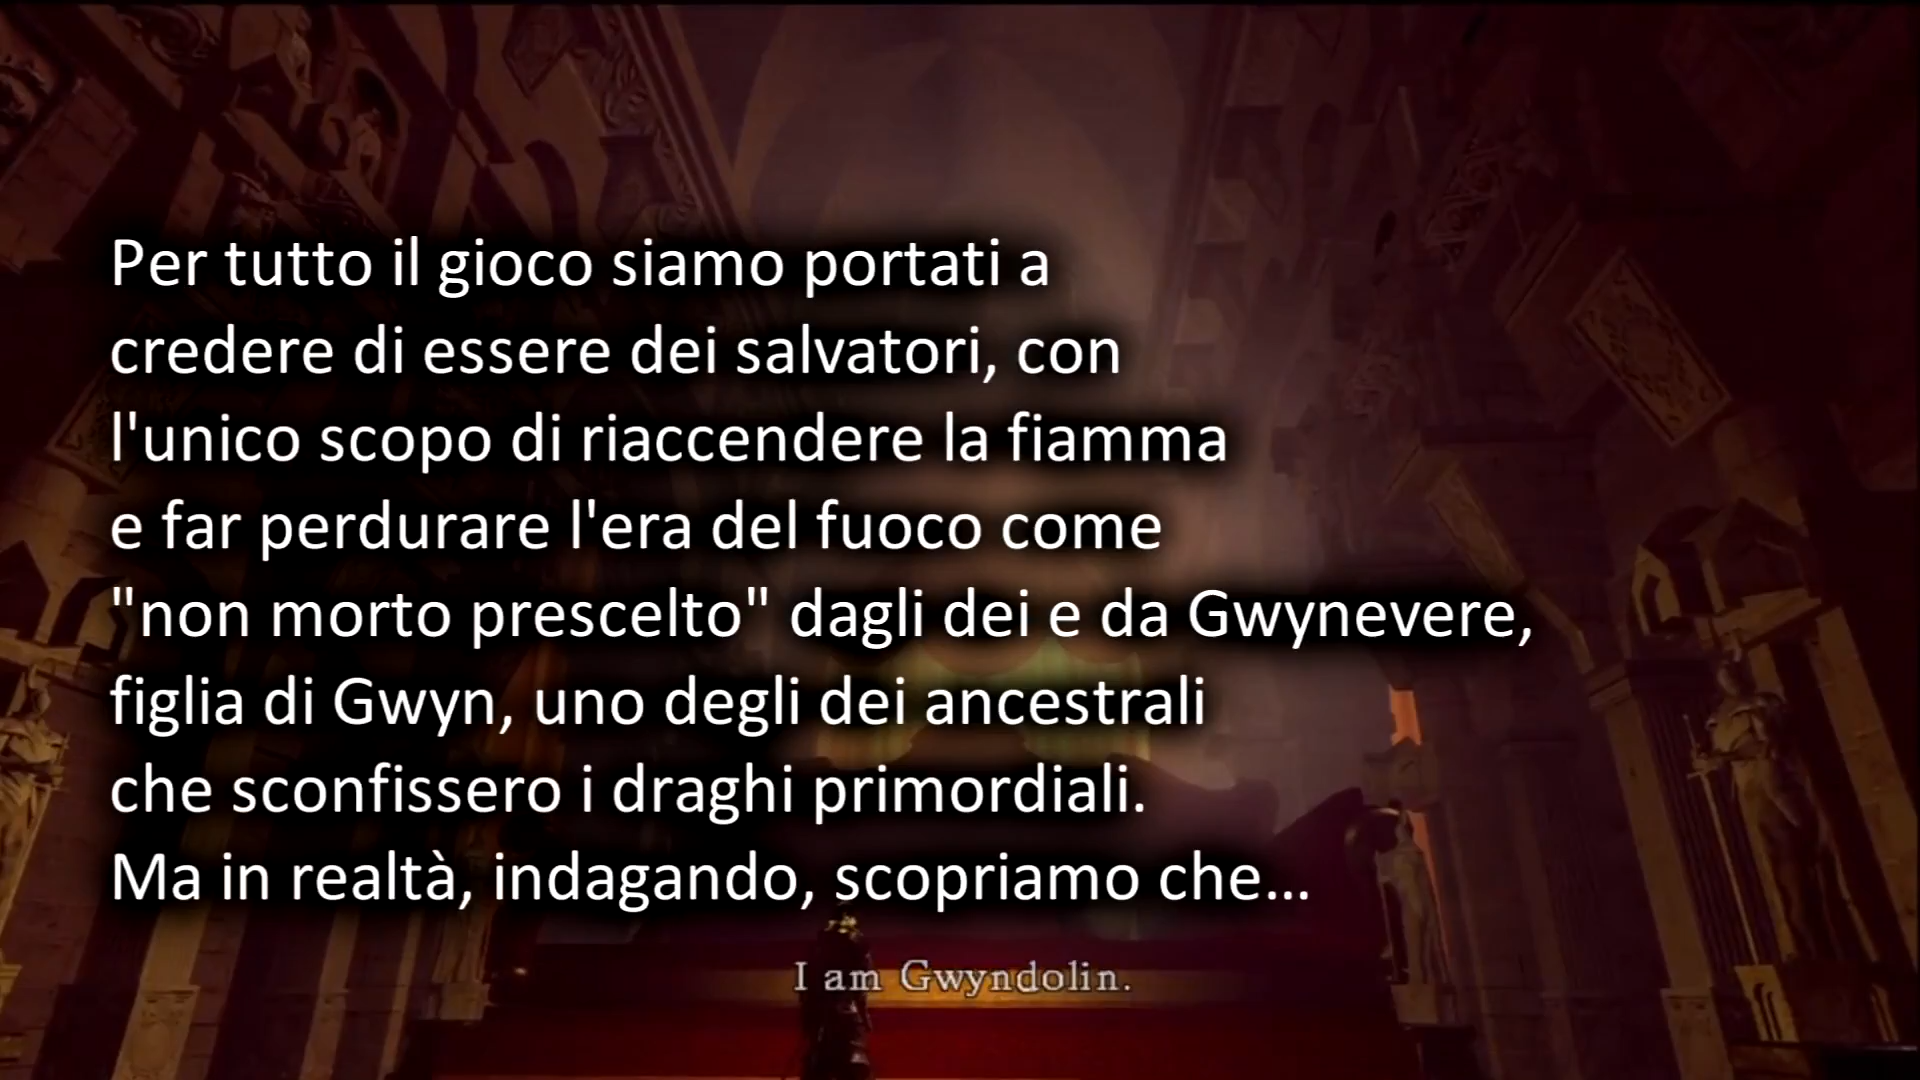 Per tutto il gioco siamo portati a
credere di essere dei salvatori, con
l'unico scopo di riaccendere la fiamma
e far perdurare l'era del fuoco come
"non morto prescelto" dagli dei e da Gwynevere,
figlia di Gwyn, uno degli dei ancestrali
che sconfissero i draghi primordiali.
Ma in realtà, indagando, scopriamo che...
I am Gwyndolin.